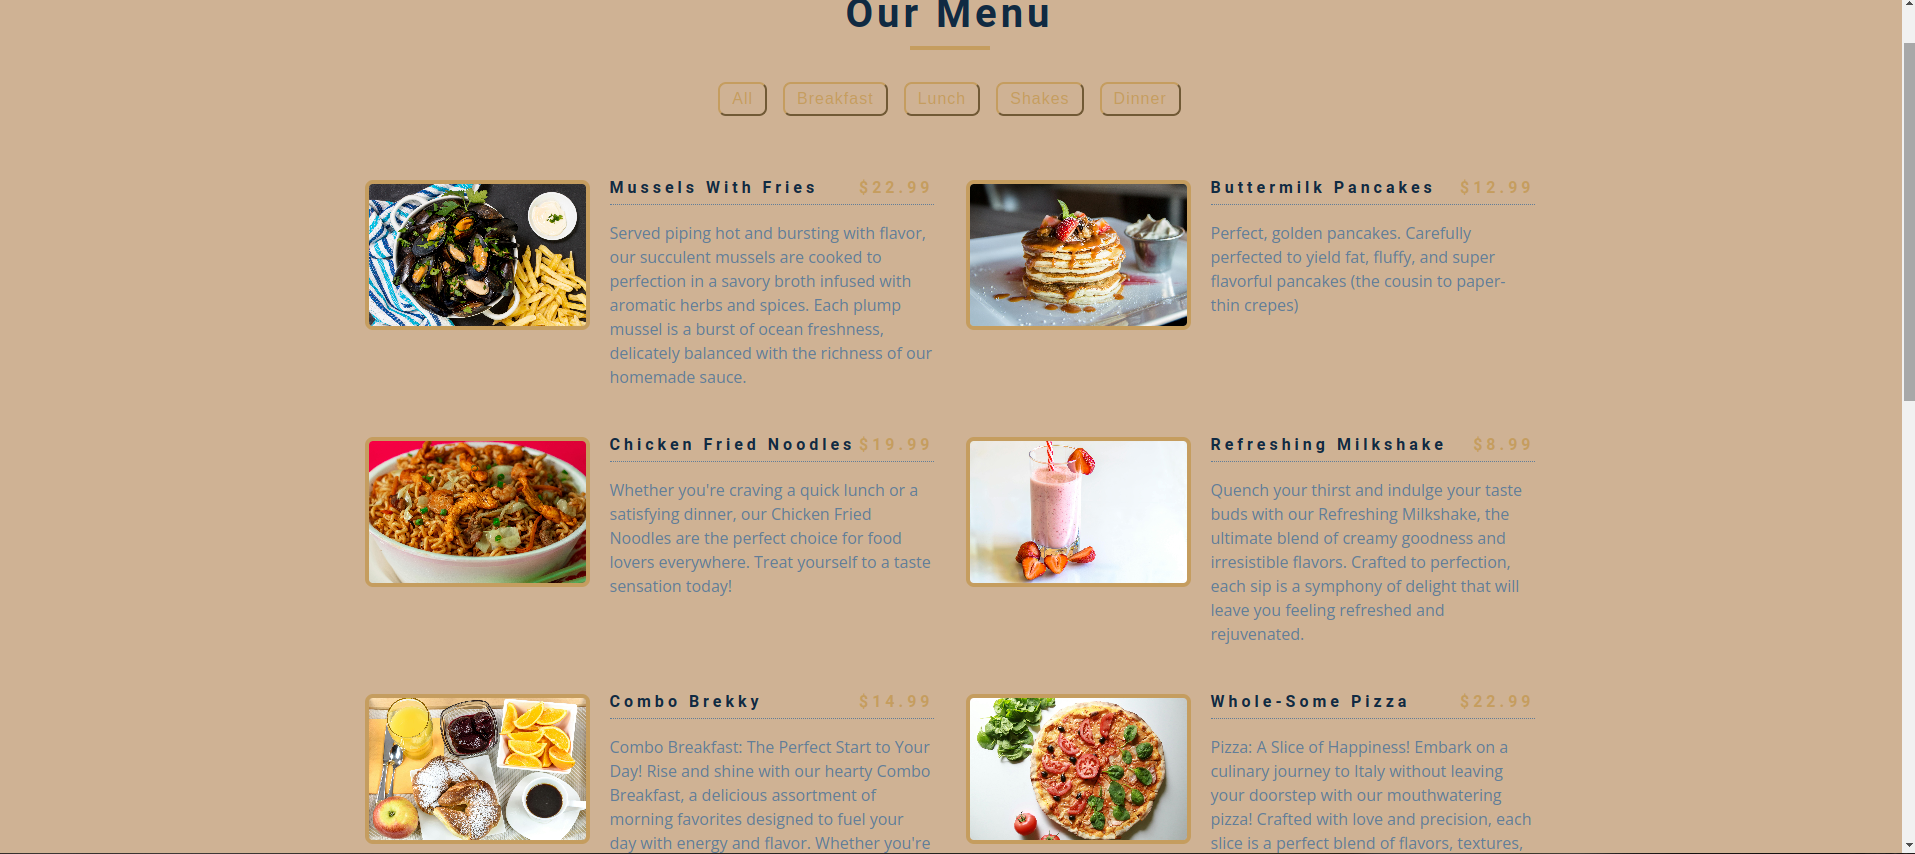 Our Menu
All
Breakfast
Lunch
Shakes
Dinner
Mussels With Fries $22.99
Served piping hot and bursting with flavor,
our succulent mussels are cooked to
perfection in a savory broth infused with
aromatic herbs and spices. Each plump
mussel is a burst of ocean freshness,
delicately balanced with the richness of our
homemade sauce.
Buttermilk Pancakes $12.99
Perfect, golden pancakes. Carefully
perfected to yield fat, fluffy, and super
flavorful pancakes (the cousin to paper-
thin crepes)
Chicken Fried Noodles $19.99
Whether you're craving a quick lunch or a
satisfying dinner, our Chicken Fried
Noodles are the perfect choice for food
lovers everywhere. Treat yourself to a taste
sensation today!
Refreshing Milkshake $8.99
Quench your thirst and indulge your taste
buds with our Refreshing Milkshake, the
ultimate blend of creamy goodness and
irresistible flavors. Crafted to perfection,
each sip is a symphony of delight that will
leave you feeling refreshed and
rejuvenated.
Combo Brekky $14.99
Combo Breakfast: The Perfect Start to Your
Day! Rise and shine with our hearty Combo
Breakfast, a delicious assortment of
morning favorites designed to fuel your
day with energy and flavor. Whether you're
Whole-Some Pizza $22.99
Pizza: A Slice of Happiness! Embark on a
culinary journey to Italy without leaving
your doorstep with our mouthwatering
pizza! Crafted with love and precision, each
slice is a perfect blend of flavors, textures,